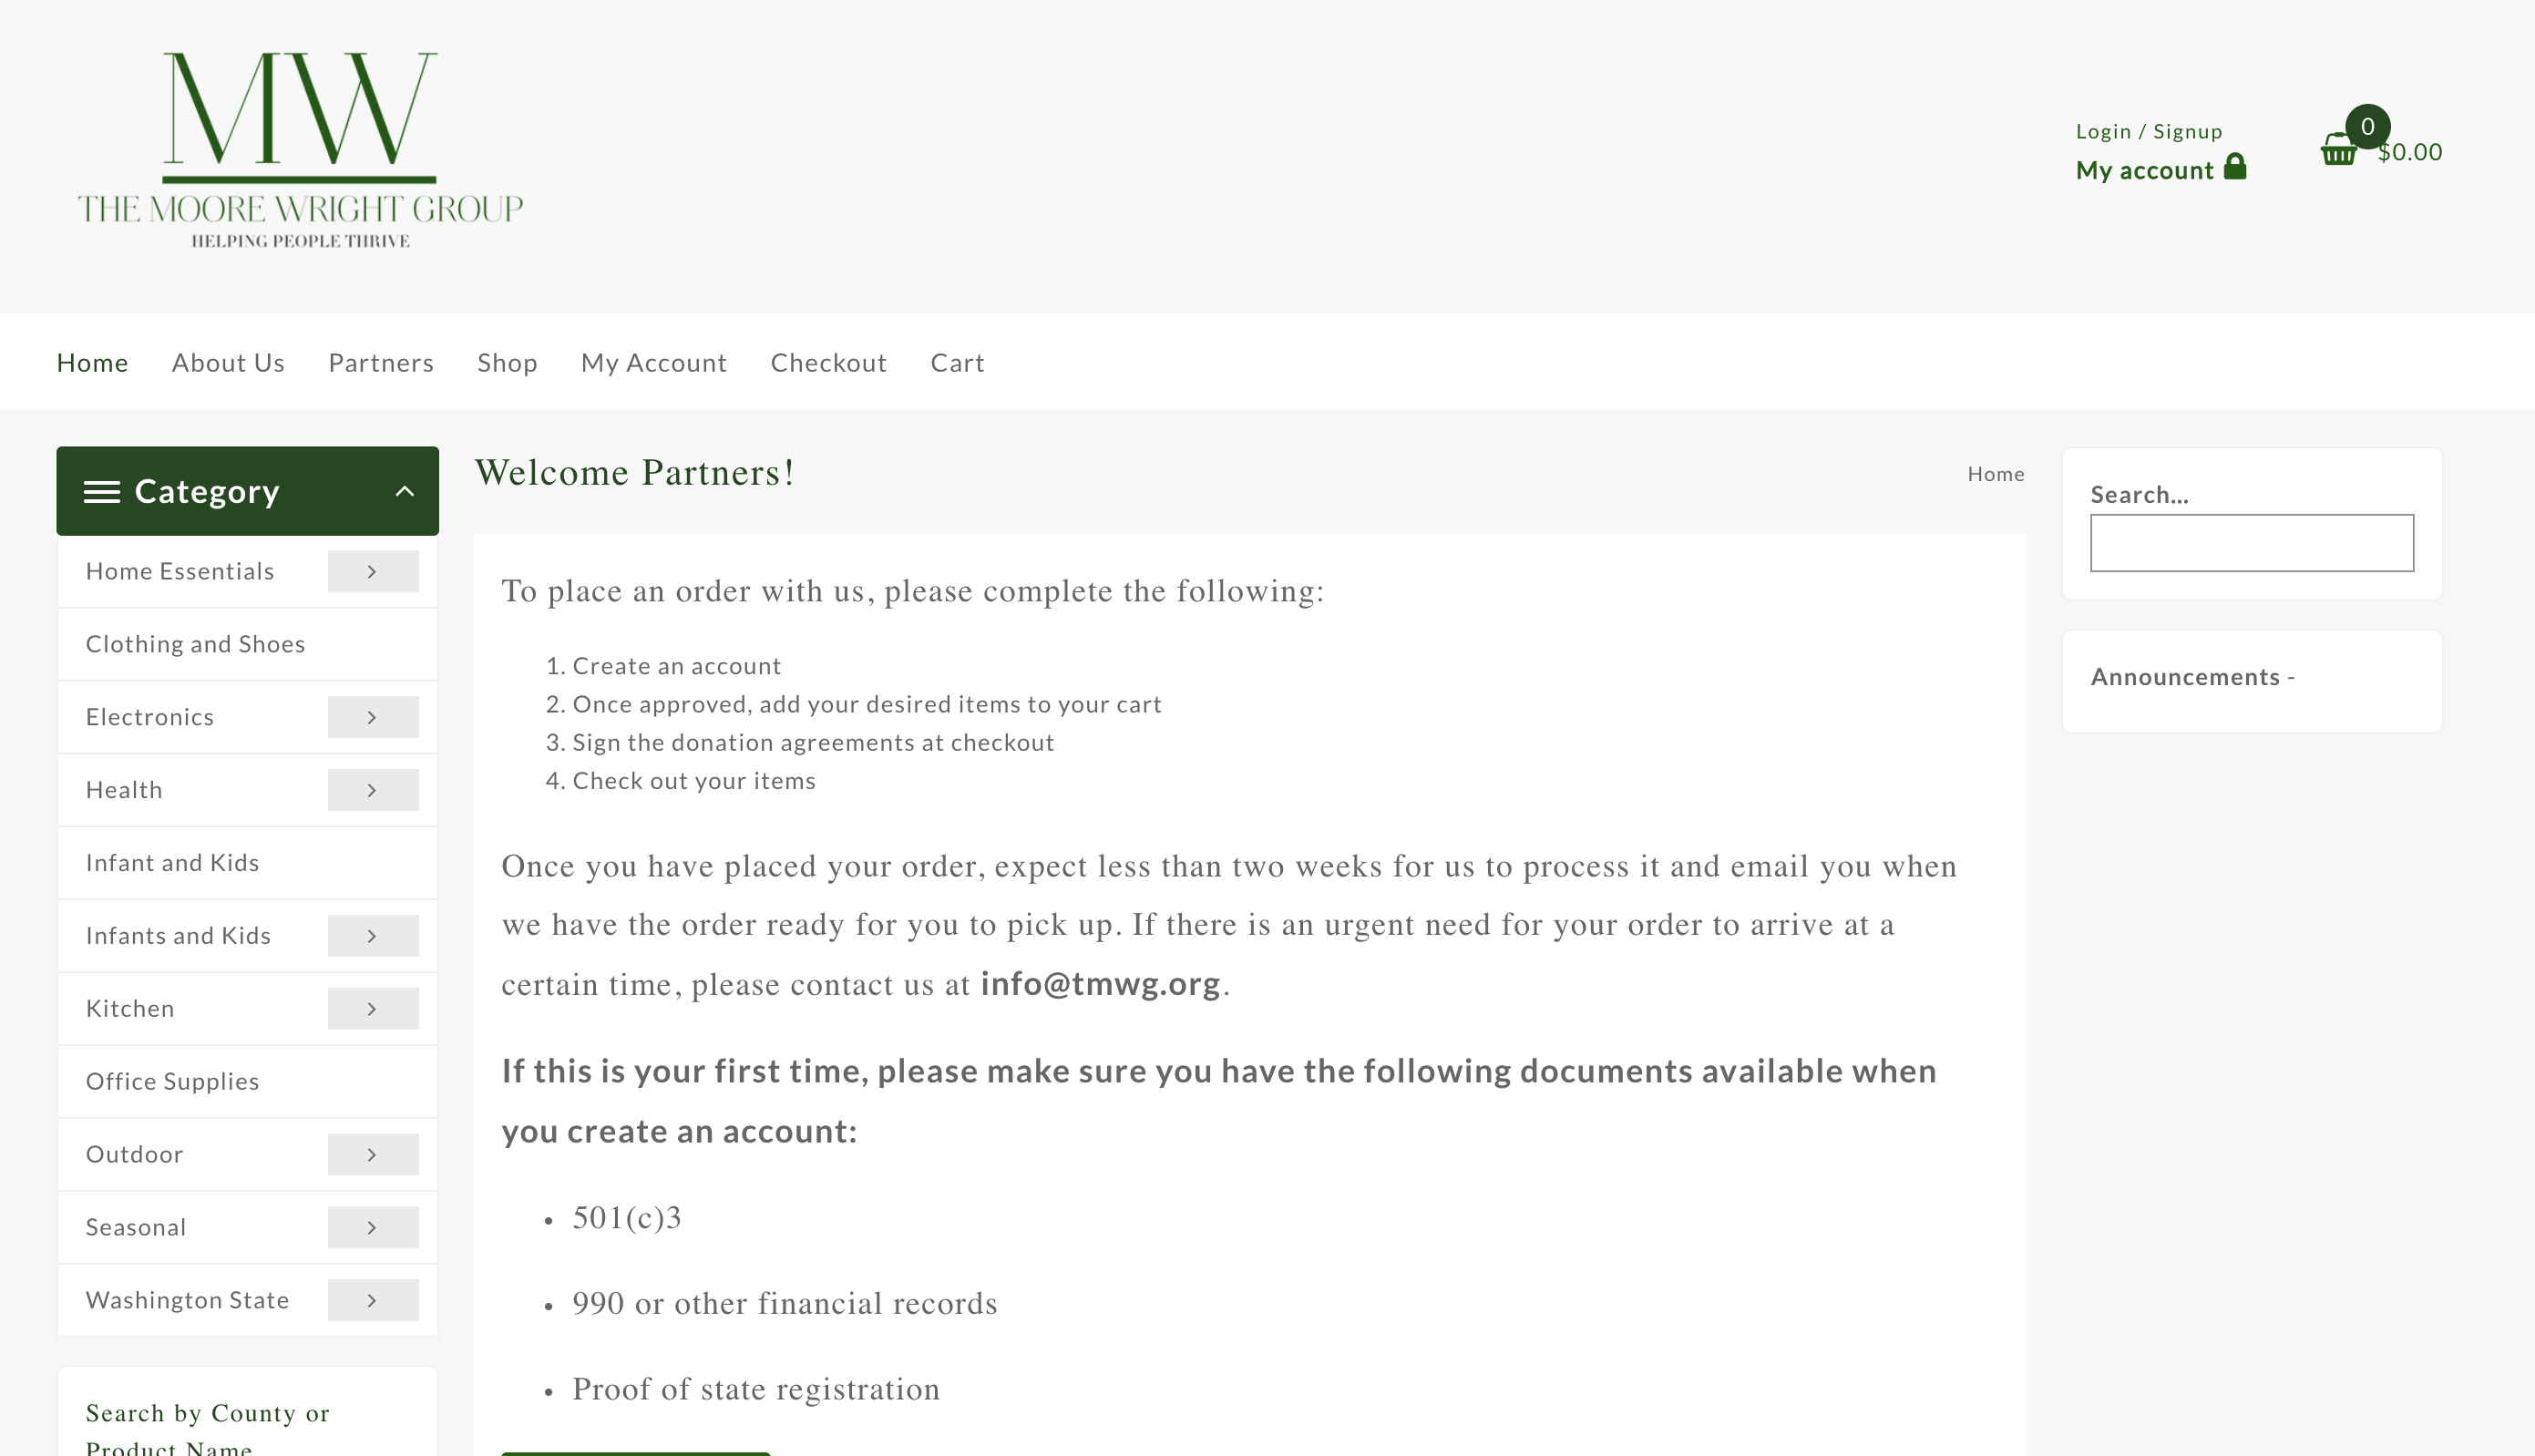 MW
THE MOORE WRIGHT GROUP
HELPING PEOPLE THRIVE
Login / Signup
My account
0
$0.00
Home About Us Partners Shop My Account Checkout Cart
Category
Home Essentials
Clothing and Shoes
Electronics
Health
Infant and Kids
Infants and Kids
Kitchen
Office Supplies
Outdoor
Seasonal
Washington State
Search by County or
Product Name
Welcome Partners!
Home
To place an order with us, please complete the following:
1. Create an account
2. Once approved, add your desired items to your cart
3. Sign the donation agreements at checkout
4. Check out your items
Once you have placed your order, expect less than two weeks for us to process it and email you when
we have the order ready for you to pick up. If there is an urgent need for your order to arrive at a
certain time, please contact us at info@tmwg.org.
If this is your first time, please make sure you have the following documents available when
you create an account:
• 501(c)3
• 990 or other financial records
• Proof of state registration
Search...
Announcements -